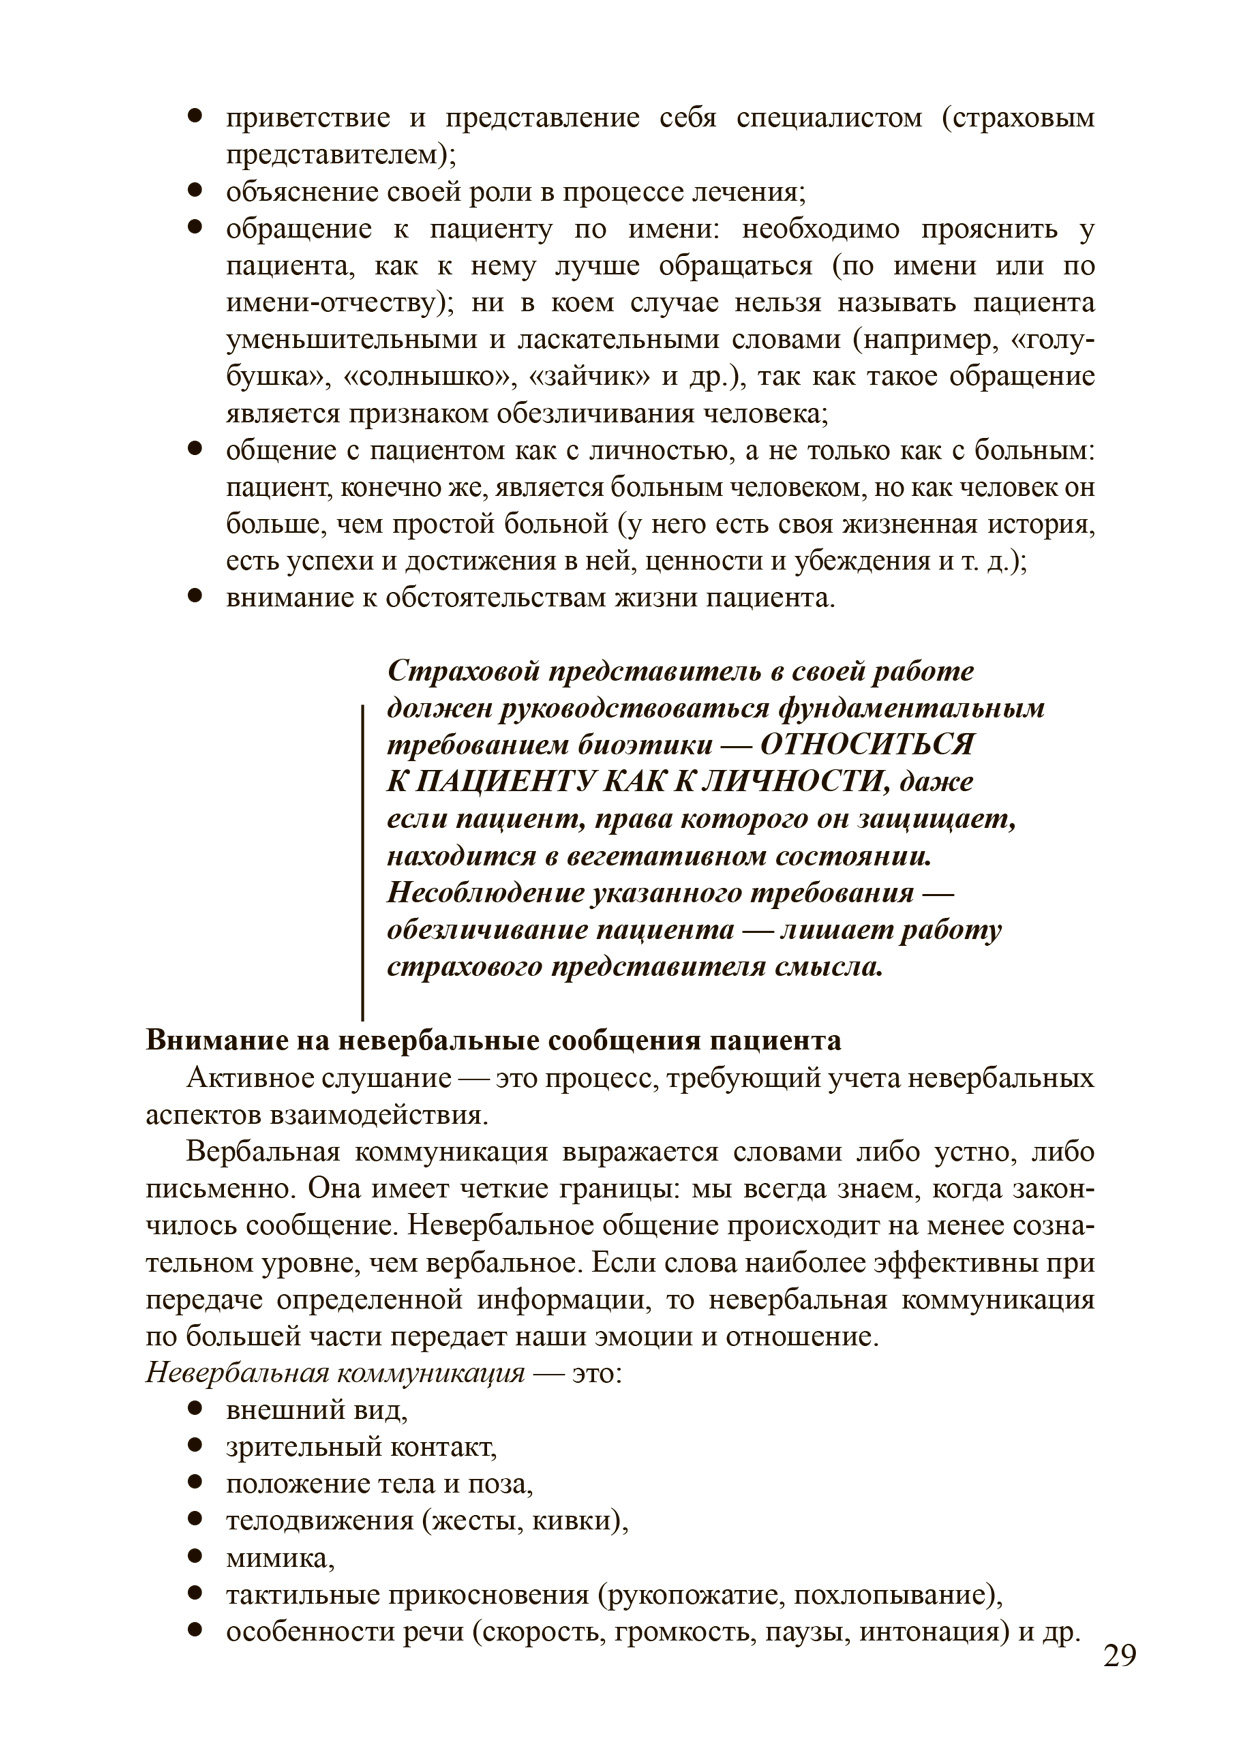 ● приветствие и представление себя специалистом (страховым
представителем);
● объяснение своей роли в процессе лечения;
● обращение к пациенту по имени: необходимо прояснить у
пациента, как к нему лучше обращаться (по имени или по
имени-отчеству); ни в коем случае нельзя называть пациента
уменьшительными и ласкательными словами (например, «голу-
бушка», «солнышко», «зайчик» и др.), так как такое обращение
является признаком обезличивания человека;
● общение с пациентом как с личностью, а не только как с больным:
пациент, конечно же, является больным человеком, но как человек он
больше, чем простой больной (у него есть своя жизненная история,
есть успехи и достижения в ней, ценности и убеждения и т. д.);
● внимание к обстоятельствам жизни пациента.
Страховой представитель в своей работе
должен руководствоваться фундаментальным
требованием биоэтики — ОТНОСИТЬСЯ
К ПАЦИЕНТУ КАК К ЛИЧНОСТИ, даже
если пациент, права которого он защищает,
находится в вегетативном состоянии.
Несоблюдение указанного требования —
обезличивание пациента — лишает работу
страхового представителя смысла.
Внимание на невербальные сообщения пациента
Активное слушание — это процесс, требующий учета невербальных
аспектов взаимодействия.
Вербальная коммуникация выражается словами либо устно, либо
письменно. Она имеет четкие границы: мы всегда знаем, когда закон-
чилось сообщение. Невербальное общение происходит на менее созна-
тельном уровне, чем вербальное. Если слова наиболее эффективны при
передаче определенной информации, то невербальная коммуникация
по большей части передает наши эмоции и отношение.
Невербальная коммуникация — это:
● внешний вид,
● зрительный контакт,
● положение тела и поза,
● телодвижения (жесты, кивки),
● мимика,
● тактильные прикосновения (рукопожатие, похлопывание),
● особенности речи (скорость, громкость, паузы, интонация) и др.
29